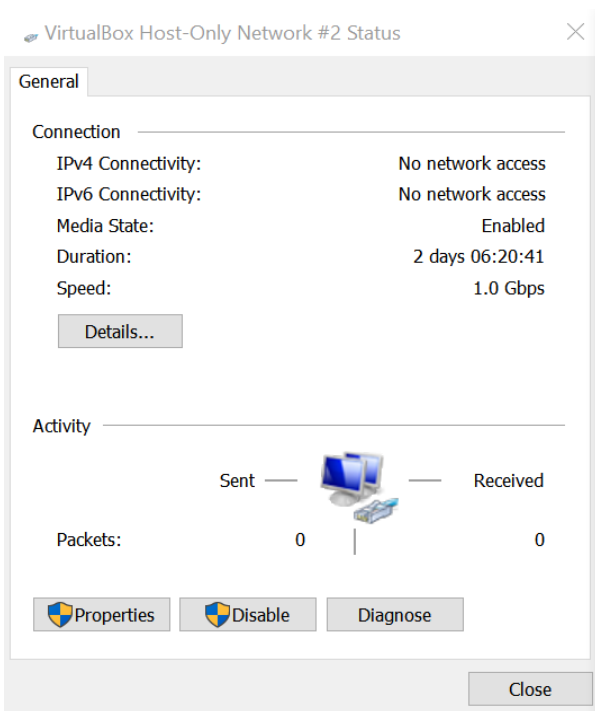 VirtualBox Host-Only Network #2 Status
General
Connection
IPv4 Connectivity: No network access
IPv6 Connectivity: No network access
Media State: Enabled
Duration: 2 days 06:20:41
Speed: 1.0 Gbps
Details...
Activity
Sent Received
Packets: 0 0
Properties Disable Diagnose
Close